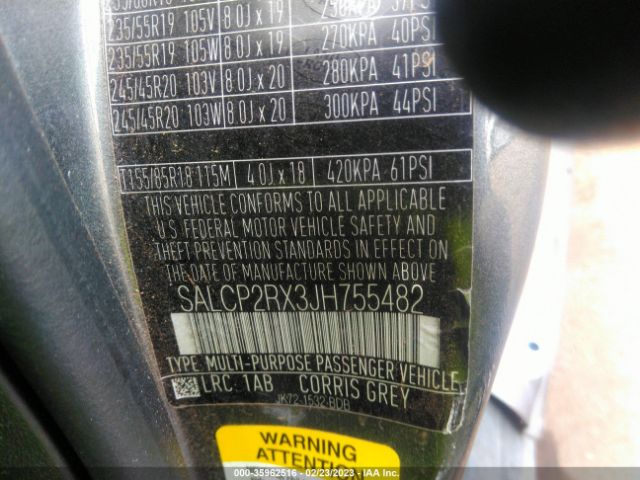 235/55R19 105V 8.0J x 19
235/55R19 105W 8.0J x 19 270KPA 40PSI
245/45R20 103V 8.0J x 20 280KPA 41PSI
245/45R20 103W 8.0J x 20 300KPA 44PSI
T155/85R18 115M 4.0J x 18 420KPA 61PSI
THIS VEHICLE CONFORMS TO ALL APPLICABLE
U.S FEDERAL MOTOR VEHICLE SAFETY AND
THEFT PREVENTION STANDARDS IN EFFECT ON
THE DATE OF MANUFACTURE SHOWN ABOVE.
SALCP2RX3JH755482
TYPE: MULTI-PURPOSE PASSENGER VEHICLE
LRC. 1AB CORRIS GREY
JK72-1532-BDB
WARNING
ATTENTION
000-35962516 - 02/23/2023 - IAA Inc.